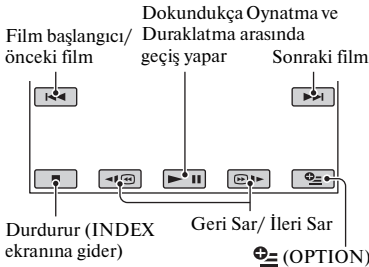 Film başlangıcı/
önceki film
Dokundukça Oynatma ve
Duraklatma arasında
geçiş yapar
Sonraki film
Durdurur (INDEX
ekranına gider)
Geri Sar/ İleri Sar
(OPTION)